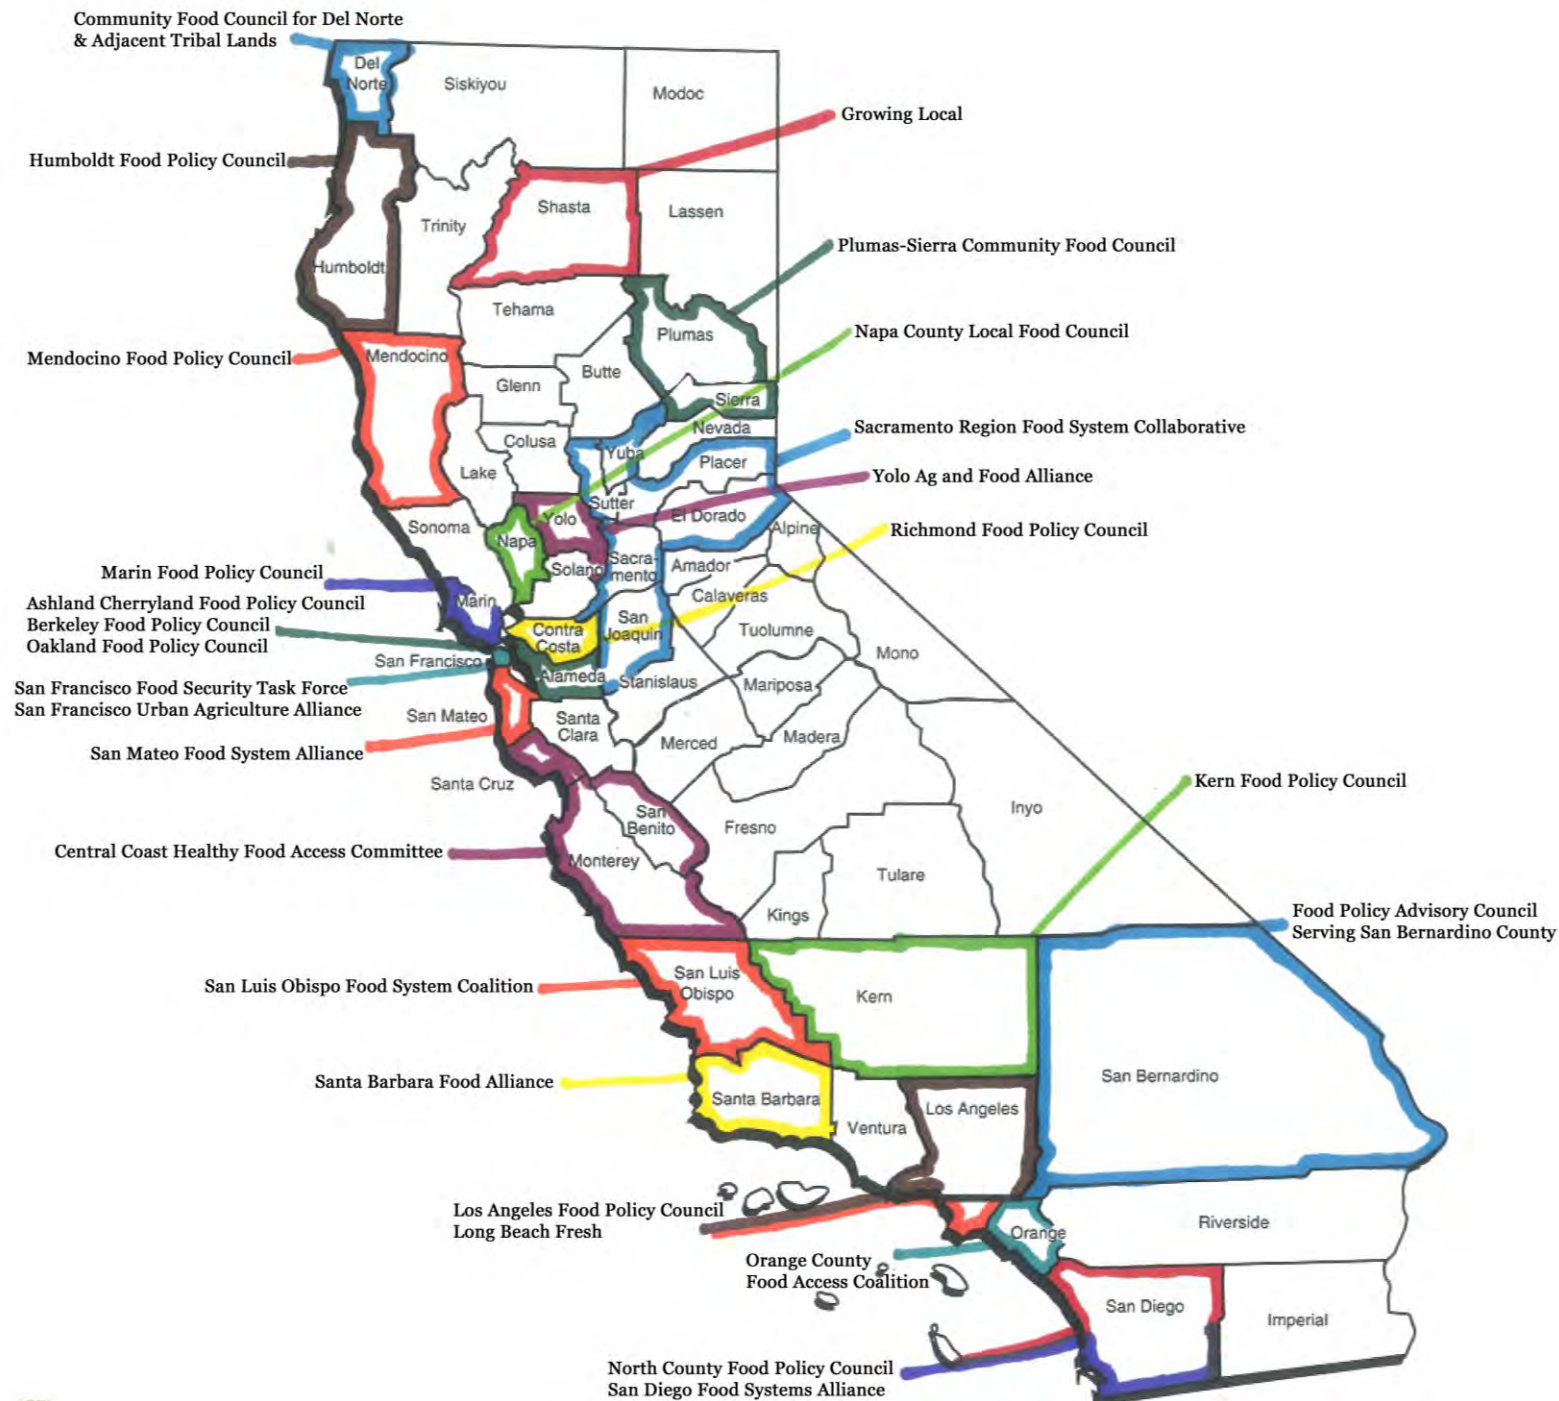 Community Food Council for Del Norte
& Adjacent Tribal Lands
Del
Norte
Siskiyou
Modoc
Growing Local
Humboldt Food Policy Council
Shasta
Lassen
Trinity
Plumas-Sierra Community Food Council
Humboldt
Tehama
Plumas
Napa County Local Food Council
Mendocino Food Policy Council
Mendocino
Butte
Glenn
Sierra
Nevada
Sacramento Region Food System Collaborative
Colusa
Yuba
Placer
Lake
Yolo Ag and Food Alliance
Sutter
Yolo
El Dorado
Sonoma
Alpine
Richmond Food Policy Council
Napa
Solano
Sacra-
mento
Amador
Marin Food Policy Council
Calaveras
Marin
Ashland Cherryland Food Policy Council
Berkeley Food Policy Council
Oakland Food Policy Council
Contra
Costa
San
Joaquin
Tuolumne
Mono
San Francisco
Alameda
Stanislaus
Mariposa
San Francisco Food Security Task Force
San Francisco Urban Agriculture Alliance
San Mateo
Santa
Clara
Merced
Madera
San Mateo Food System Alliance
Santa Cruz
Kern Food Policy Council
Inyo
San
Benito
Fresno
Central Coast Healthy Food Access Committee
Monterey
Tulare
Kings
Food Policy Advisory Council
Serving San Bernardino County
San Luis
Obispo
San Luis Obispo Food System Coalition
Kern
Santa Barbara Food Alliance
Santa Barbara
San Bernardino
Los Angeles
Ventura
Los Angeles Food Policy Council
Long Beach Fresh
Riverside
Orange
Orange County
Food Access Coalition
San Diego
Imperial
North County Food Policy Council
San Diego Food Systems Alliance